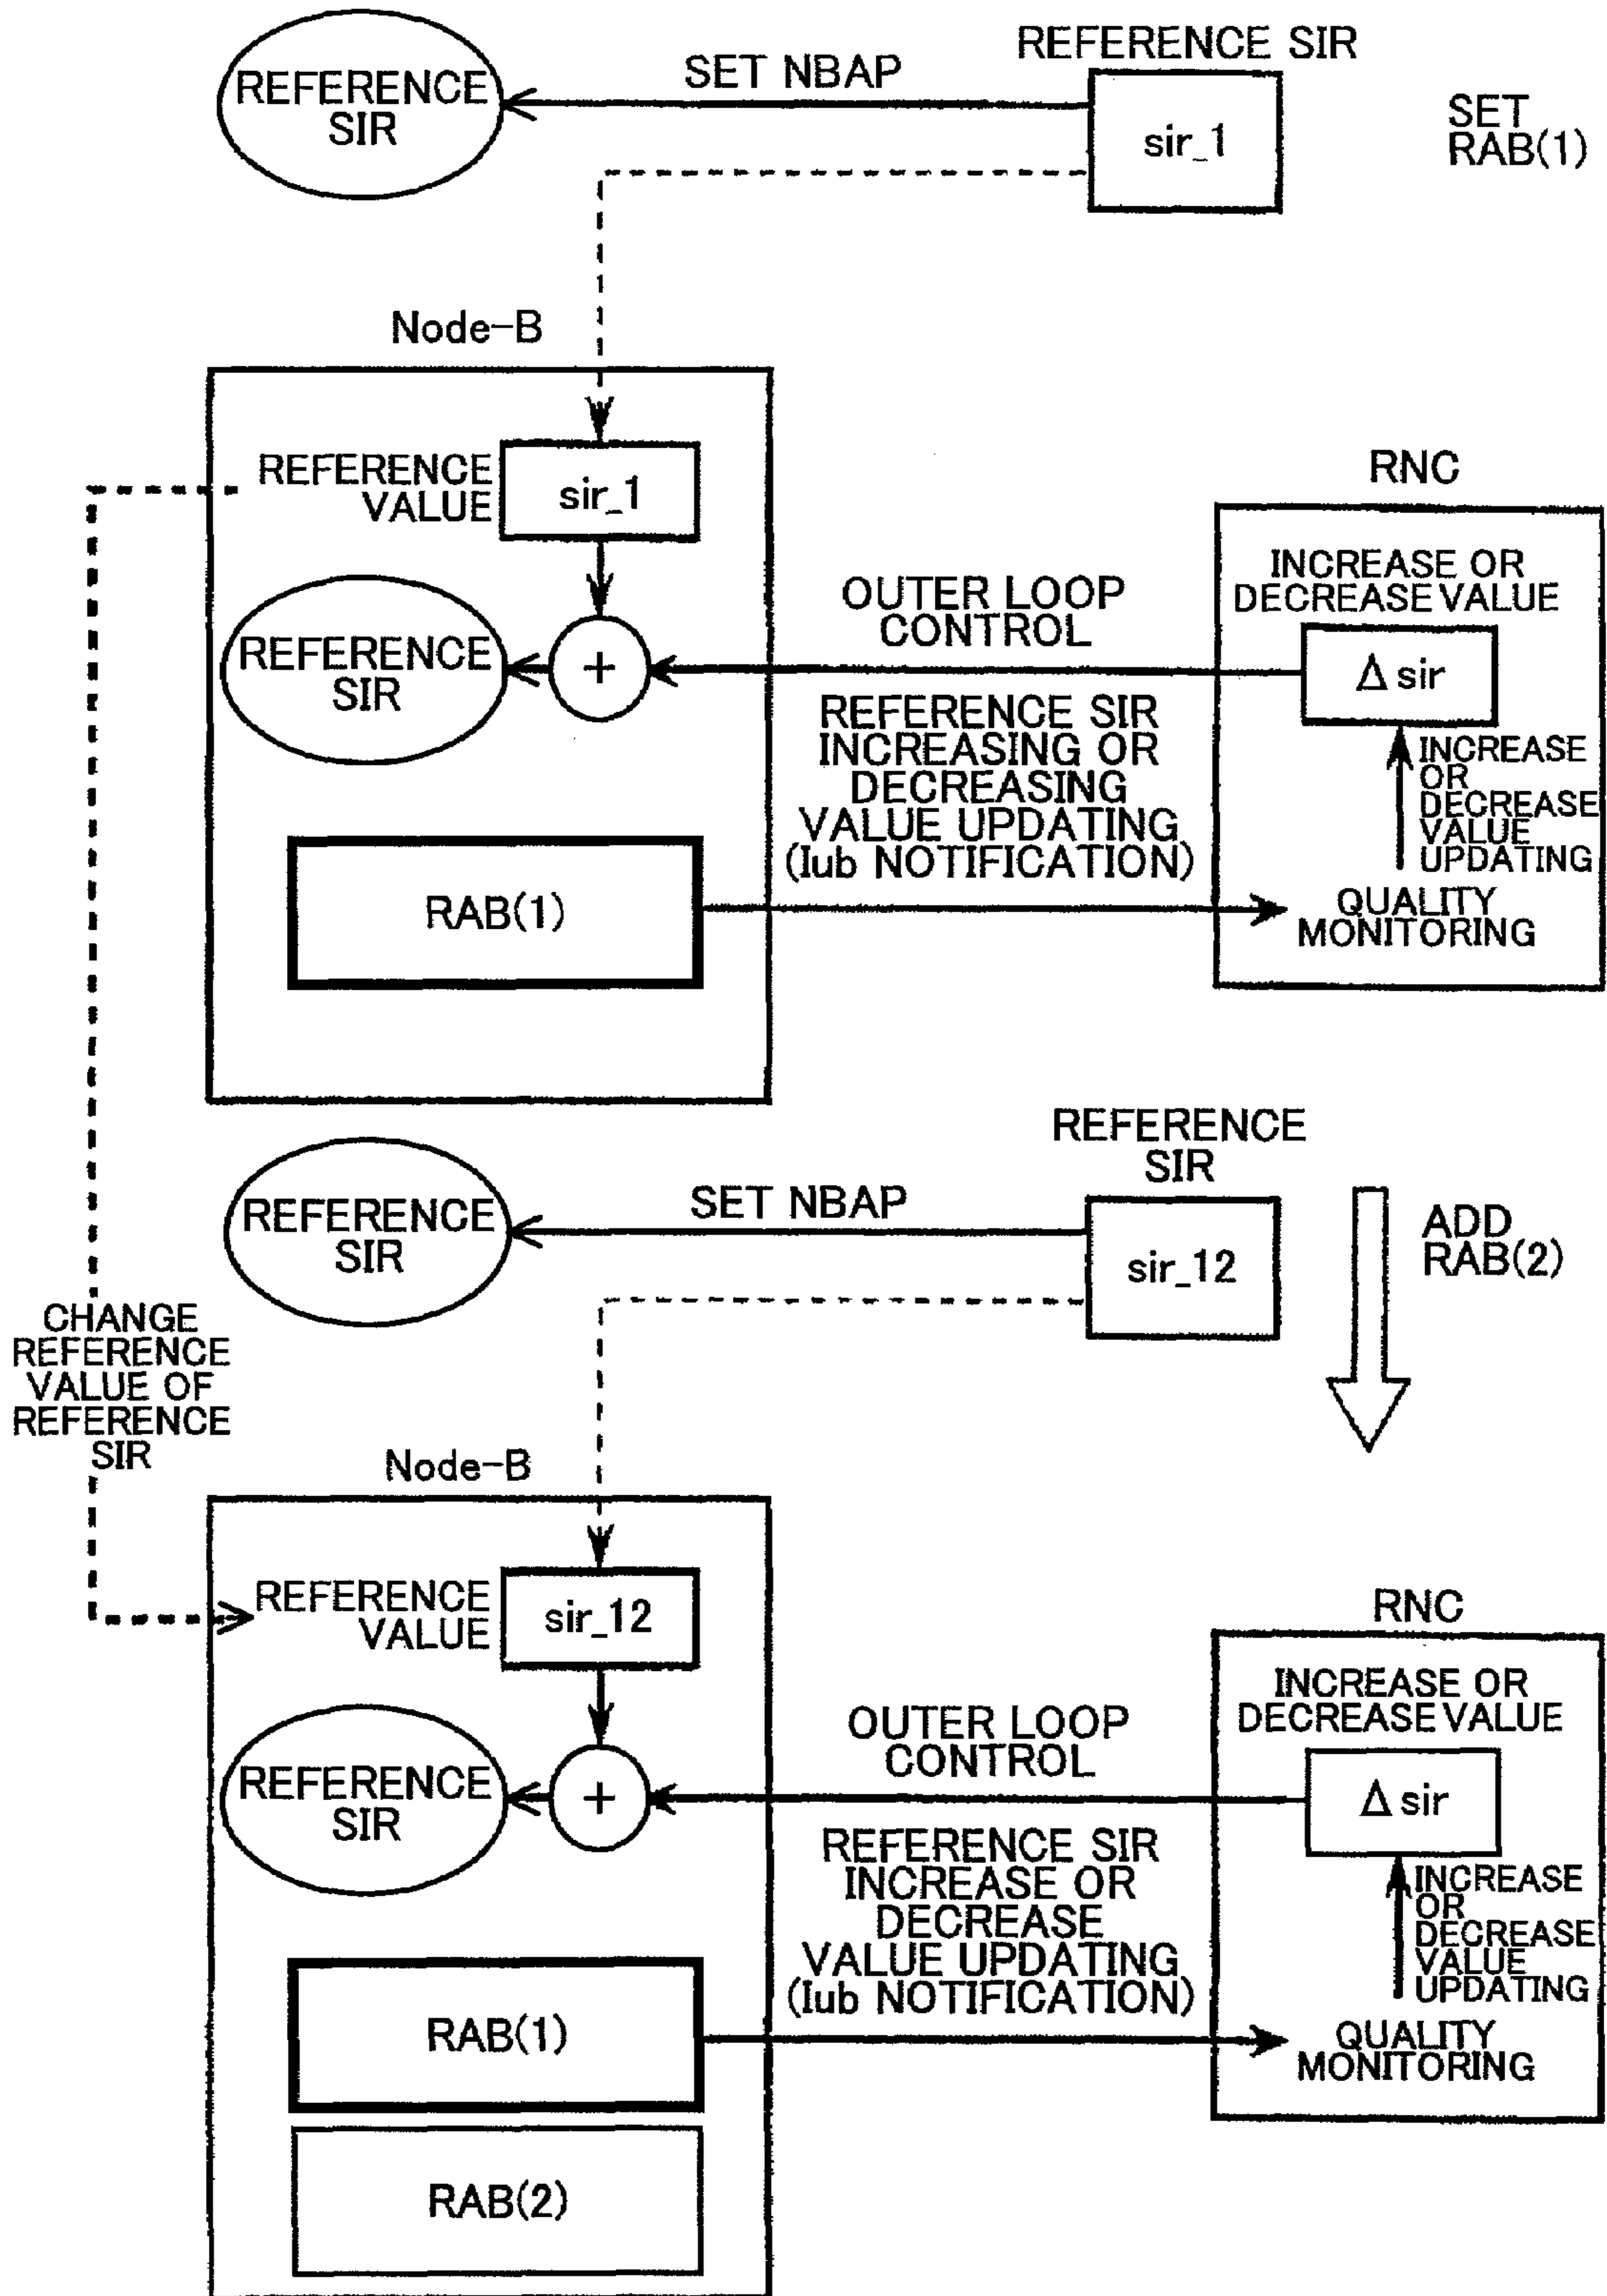 REFERENCE SIR
SET NBAP
REFERENCE
SIR
sir_1
SET
RAB(1)
Node-B
REFERENCE
VALUE
sir_1
RNC
INCREASE OR
DECREASE VALUE
OUTER LOOP
CONTROL
REFERENCE
SIR
+
Δ sir
REFERENCE SIR
INCREASING OR
DECREASING
VALUE UPDATING
(Iub NOTIFICATION)
INCREASE
OR
DECREASE
VALUE
UPDATING
RAB(1)
QUALITY
MONITORING
REFERENCE
SIR
SET NBAP
REFERENCE
SIR
sir_12
ADD
RAB(2)
CHANGE
REFERENCE
VALUE OF
REFERENCE
SIR
Node-B
REFERENCE
VALUE
sir_12
RNC
INCREASE OR
DECREASE VALUE
OUTER LOOP
CONTROL
REFERENCE
SIR
+
Δ sir
REFERENCE SIR
INCREASE OR
DECREASE
VALUE UPDATING
(Iub NOTIFICATION)
INCREASE
OR
DECREASE
VALUE
UPDATING
RAB(1)
QUALITY
MONITORING
RAB(2)